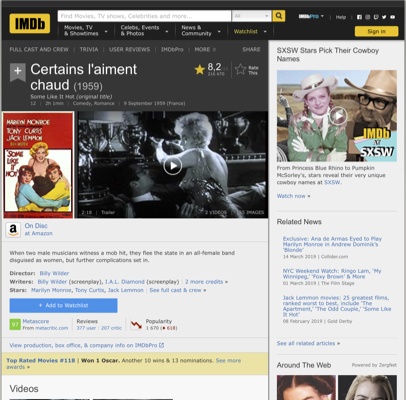 IMDb
Find Movies, TV shows, Celebrities and more...
All
IMDbPro
Help
Movies, TV
& Showtimes
Celebs, Events
& Photos
News &
Community
Watchlist
Sign in
FULL CAST AND CREW | TRIVIA | USER REVIEWS | IMDbPro | MORE
SHARE
Certains l'aiment
chaud (1959)
Some Like It Hot (original title)
12 | 2h 1min | Comedy, Romance | 9 September 1959 (France)
8,2
Rate
This
MARILYN MONROE
TONY CURTIS
JACK LEMMON
SOME
LIKE IT
HOT
2:18 | Trailer
2 VIDEOS
IMAGES
On Disc
at Amazon
When two male musicians witness a mob hit, they flee the state in an all-female band
disguised as women, but further complications set in.
Director: Billy Wilder
Writers: Billy Wilder (screenplay), I.A.L. Diamond (screenplay) | 2 more credits »
Stars: Marilyn Monroe, Tony Curtis, Jack Lemmon | See full cast & crew »
+ Add to Watchlist
Metascore
From metacritic.com
Reviews
377 user | 207 critic
Popularity
1 670 (618)
View production, box office, & company info on IMDbPro
Top Rated Movies #118 | Won 1 Oscar. Another 10 wins & 13 nominations. See more
awards »
Videos
SXSW Stars Pick Their Cowboy
Names
IMDb
AT
SXSW
From Princess Blue Rhino to Pumpkin
McSorley's, stars reveal their very unique
cowboy names at SXSW.
Watch now »
Related News
Exclusive: Ana de Armas Eyed to Play
Marilyn Monroe in Andrew Dominik's
'Blonde'
14 March 2019 | Collider.com
NYC Weekend Watch: Ringo Lam, 'My
Winnipeg,' 'Foxy Brown' & More
01 March 2019 | The Film Stage
Jack Lemmon movies: 25 greatest films,
ranked worst to best, include 'The
Apartment,' 'The Odd Couple,' 'Some Like
It Hot'
08 February 2019 | Gold Derby
See all related articles »
Around The Web
Powered by ZergNet